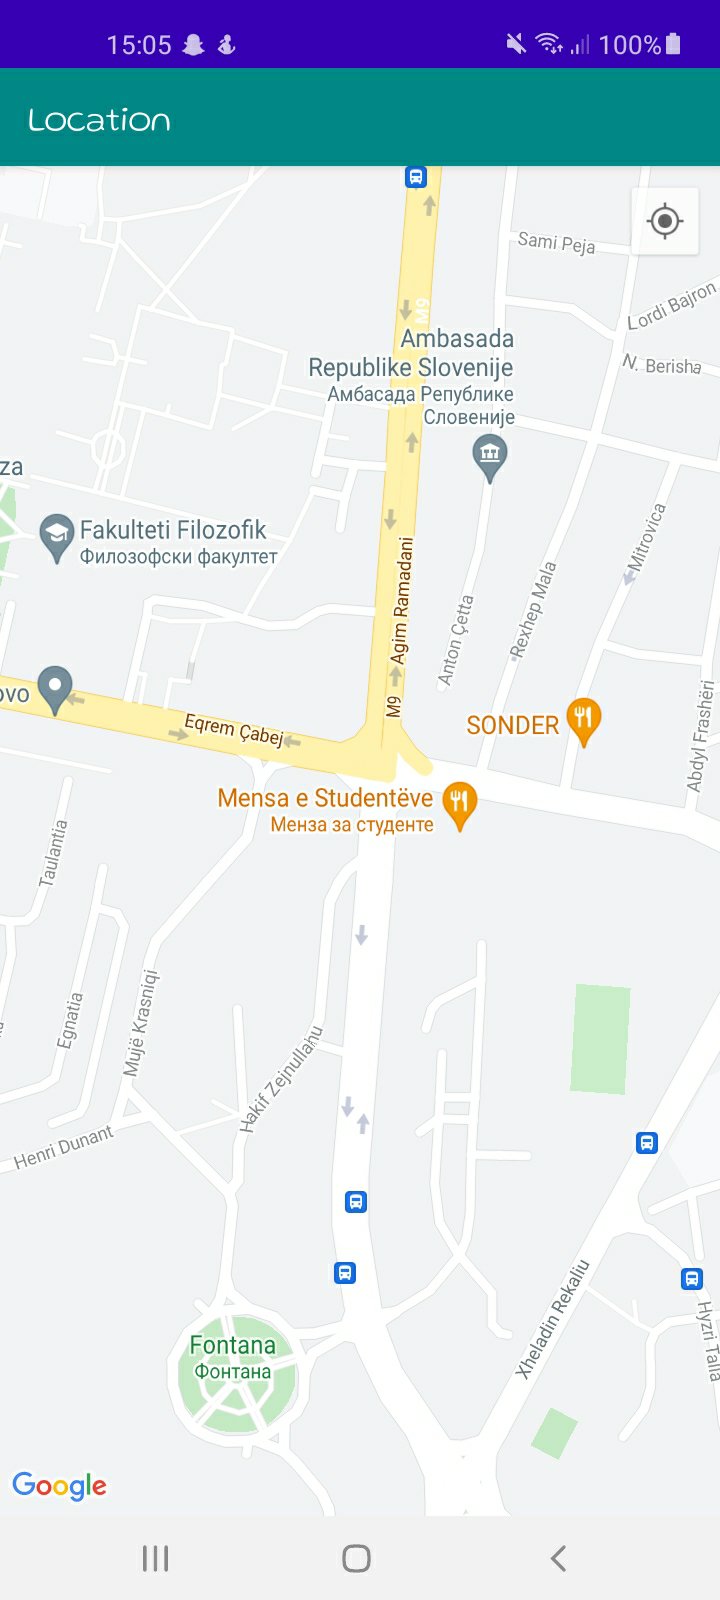 15:05
100%
Location
Sami Peja
Lordi Bajron
M9
N. Berisha
Ambasada
Republike Slovenije
Амбасада Републике
Словеније
za
Fakulteti Filozofik
Филозофски факултет
Mitrovica
Agim Ramadani
Rexhep Mala
Anton Çetta
ovo
M9
Abdyl Frashëri
Eqrem Çabej
SONDER
Mensa e Studentëve
Менза за студенте
Taulantia
Egnatia
Mujë Krasniqi
Hakif Zejnullahu
Henri Dunant
Xheladin Rekaliu
Hyzri Talla
Fontana
Фонтана
Google